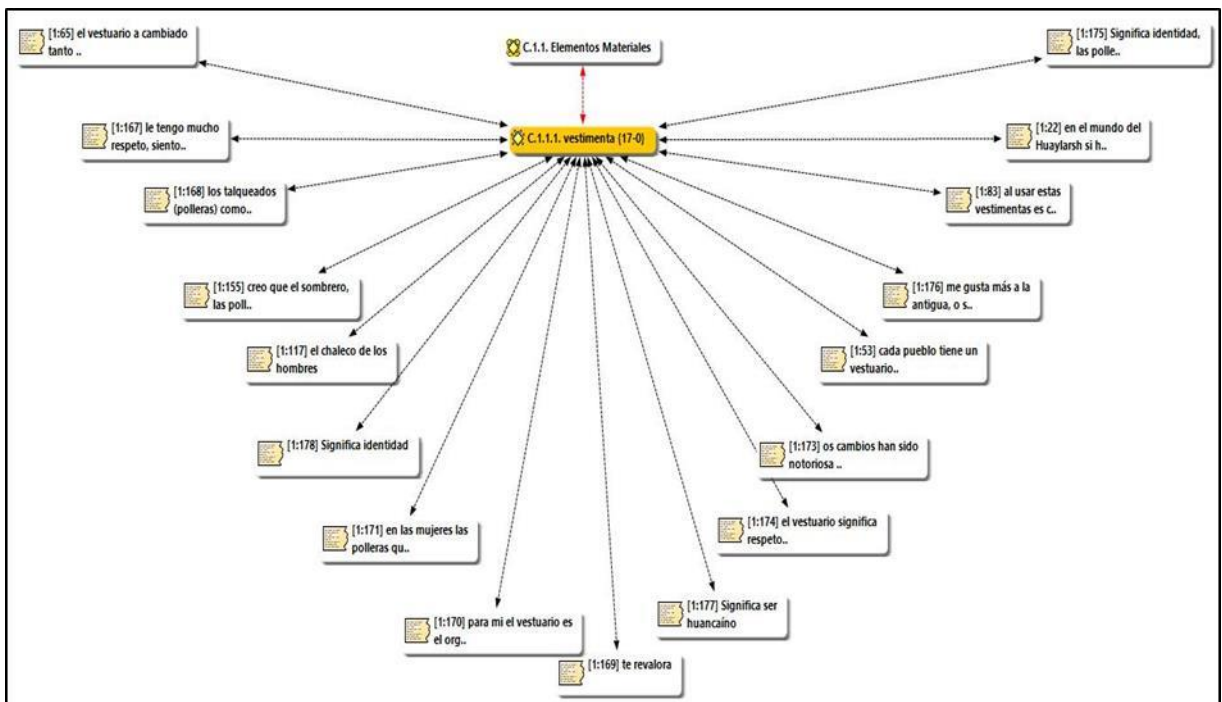 [1:65] el vestuario a cambiado
tanto ..
C.1.1. Elementos Materiales
[1:175] Significa identidad,
las polle..
[1:167] le tengo mucho
respeto, siento..
C.1.1.1. vestimenta {17-0}
[1:22] en el mundo del
Huaylarsh si h..
[1:168] los talqueados
(polleras) como..
[1:83] al usar estas
vestimentas es c..
[1:155] creo que el sombrero,
las poll..
[1:176] me gusta más a la
antigua, o s..
[1:117] el chaleco de los
hombres
[1:53] cada pueblo tiene un
vestuario..
[1:178] Significa identidad
[1:173] os cambios han sido
notoriosa ..
[1:171] en las mujeres las
polleras qu..
[1:174] el vestuario significa
respeto..
[1:170] para mi el vestuario es
el org..
[1:177] Significa ser
huancaíno
[1:169] te revalora